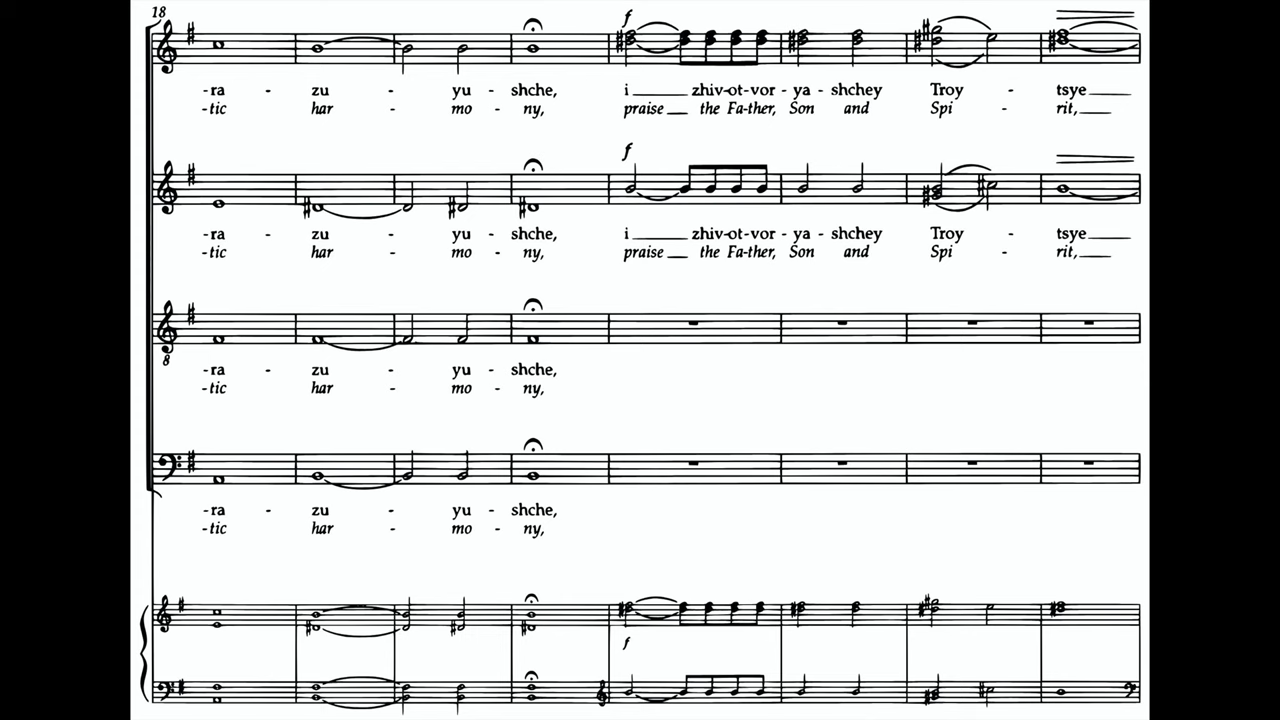 18
f
-ra - zu - yu - shche, i zhiv-ot-vor-ya-shchey Troy - tsye
-tic har - mo - ny, praise the Fa-ther, Son and Spi - rit,
f
-ra - zu - yu - shche, i zhiv-ot-vor-ya-shchey Troy - tsye
-tic har - mo - ny, praise the Fa-ther, Son and Spi - rit,
8
-ra - zu - yu - shche,
-tic har - mo - ny,
-ra - zu - yu - shche,
-tic har - mo - ny,
f